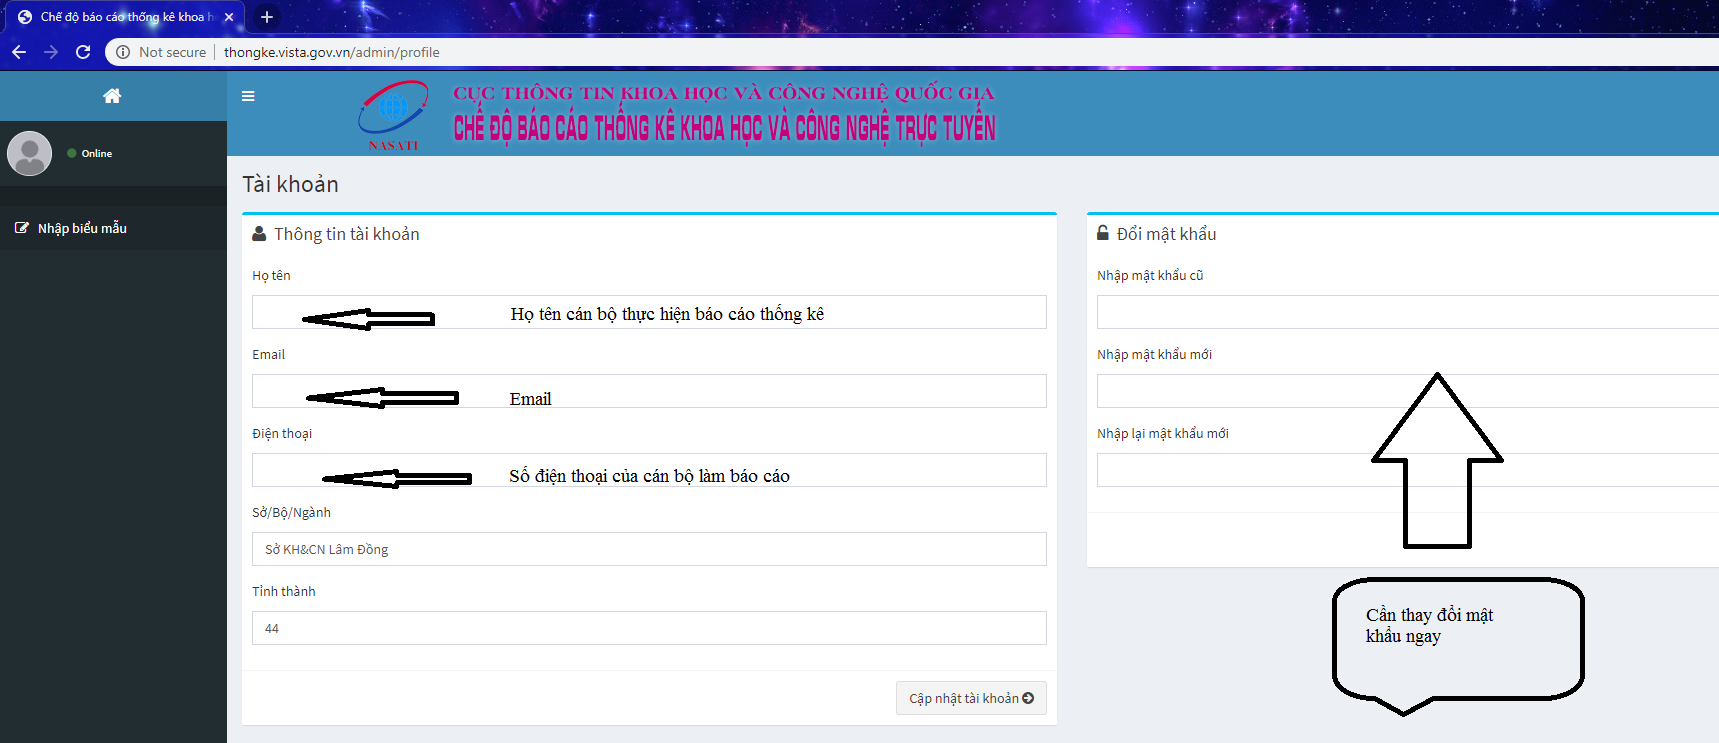 Chế độ báo cáo thống kê khoa h
Not secure
thongke.vista.gov.vn/admin/profile
NASATI
CỤC THÔNG TIN KHOA HỌC VÀ CÔNG NGHỆ QUỐC GIA
CHẾ ĐỘ BÁO CÁO THỐNG KÊ KHOA HỌC VÀ CÔNG NGHỆ TRỰC TUYẾN
Online
Nhập biểu mẫu
Tài khoản
Thông tin tài khoản
Họ tên
Họ tên cán bộ thực hiện báo cáo thống kê
Email
Email
Điện thoại
Số điện thoại của cán bộ làm báo cáo
Sở/Bộ/Ngành
Sở KH&CN Lâm Đồng
Tỉnh thành
44
Cập nhật tài khoản
Đổi mật khẩu
Nhập mật khẩu cũ
Nhập mật khẩu mới
Nhập lại mật khẩu mới
Cần thay đổi mật
khẩu ngay